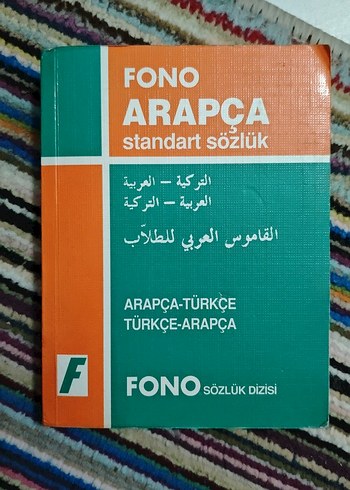 FONO
ARAPÇA
standart sözlük
التركية – العربية
العربية – التركية
القاموس العربي للطلاّب
ARAPÇA-TÜRKÇE
TÜRKÇE-ARAPÇA
F
FONO SÖZLÜK DİZİSİ